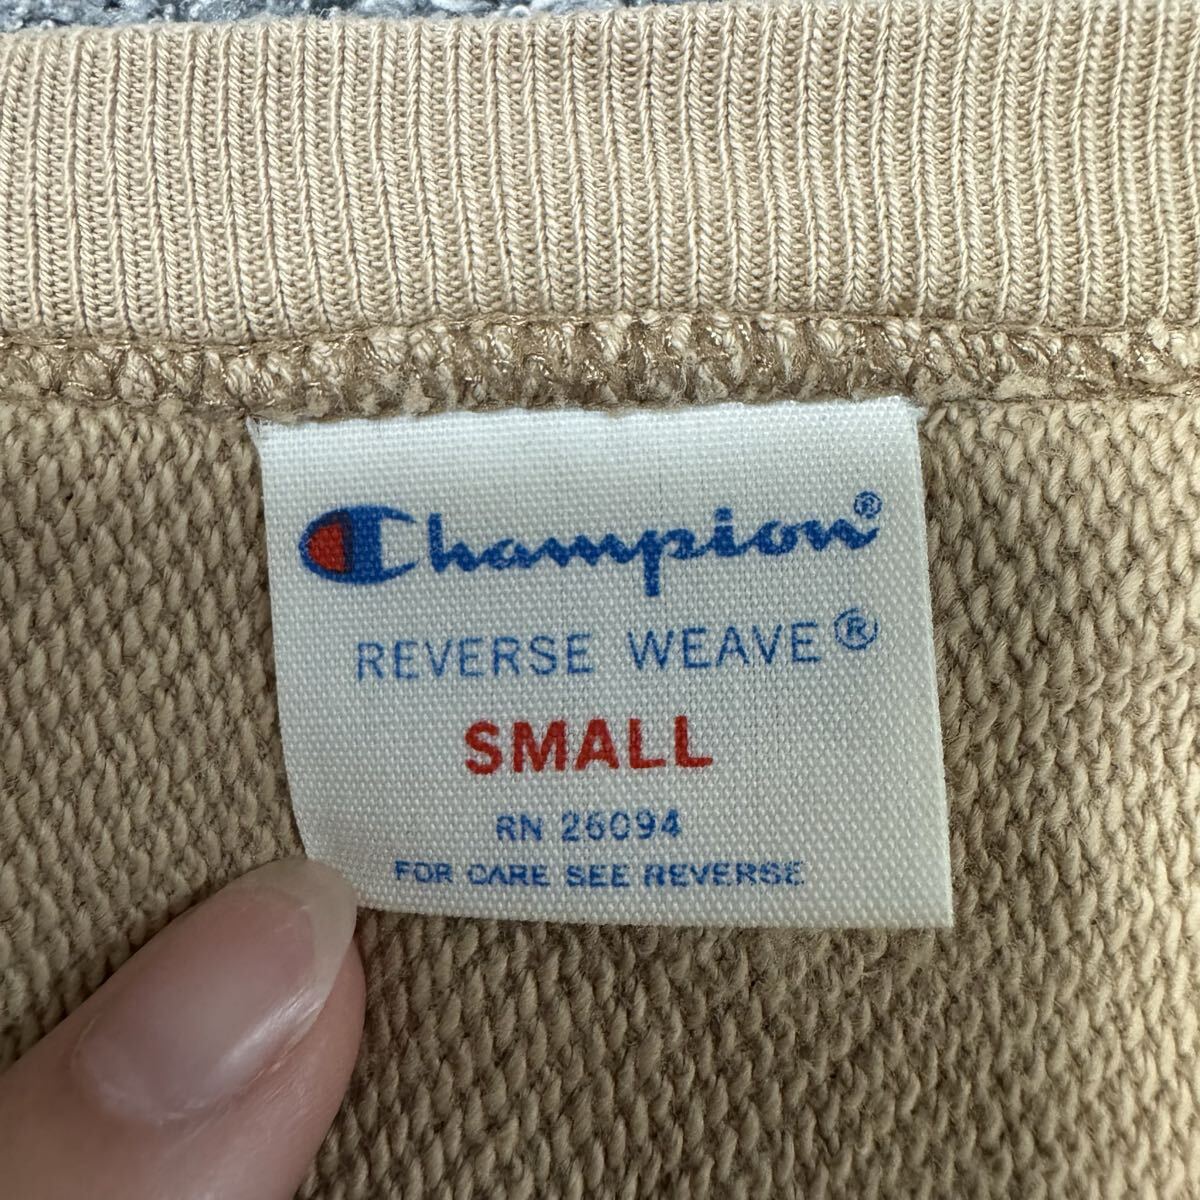 Champion®
REVERSE WEAVE®
SMALL
RN 26094
FOR CARE SEE REVERSE